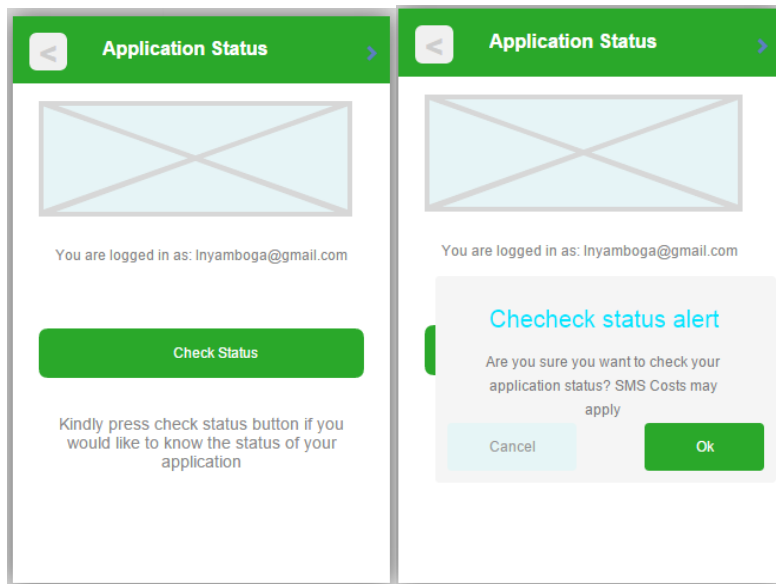 Application Status
You are logged in as: lnyamboga@gmail.com
Check Status
Kindly press check status button if you
would like to know the status of your
application
Application Status
You are logged in as: lnyamboga@gmail.com
Checheck status alert
Are you sure you want to check your
application status? SMS Costs may
apply
Cancel
Ok